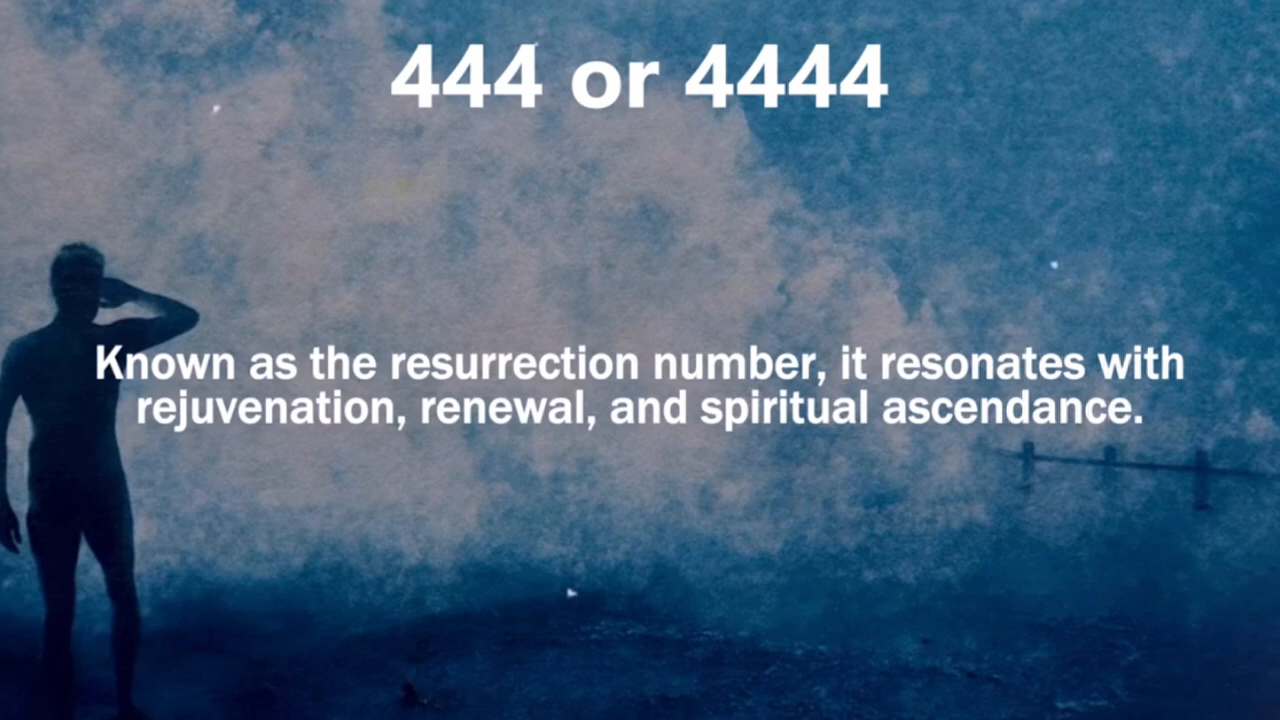 444 or 4444
Known as the resurrection number, it resonates with
rejuvenation, renewal, and spiritual ascendance.